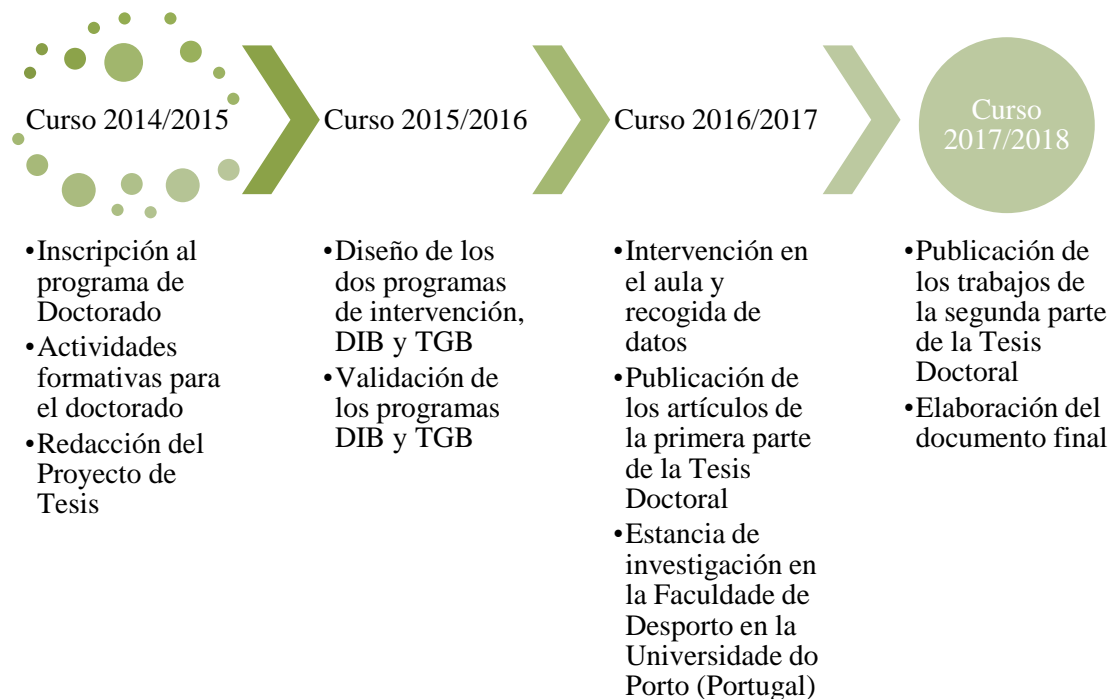 Curso 2014/2015
•Inscripción al
programa de
Doctorado
•Actividades
formativas para
el doctorado
•Redacción del
Proyecto de
Tesis
Curso 2015/2016
•Diseño de los
dos programas
de intervención,
DIB y TGB
•Validación de
los programas
DIB y TGB
Curso 2016/2017
•Intervención en
el aula y
recogida de
datos
•Publicación de
los artículos de
la primera parte
de la Tesis
Doctoral
•Estancia de
investigación en
la Faculdade de
Desporto en la
Universidade do
Porto (Portugal)
Curso
2017/2018
•Publicación de
los trabajos de
la segunda parte
de la Tesis
Doctoral
•Elaboración del
documento final